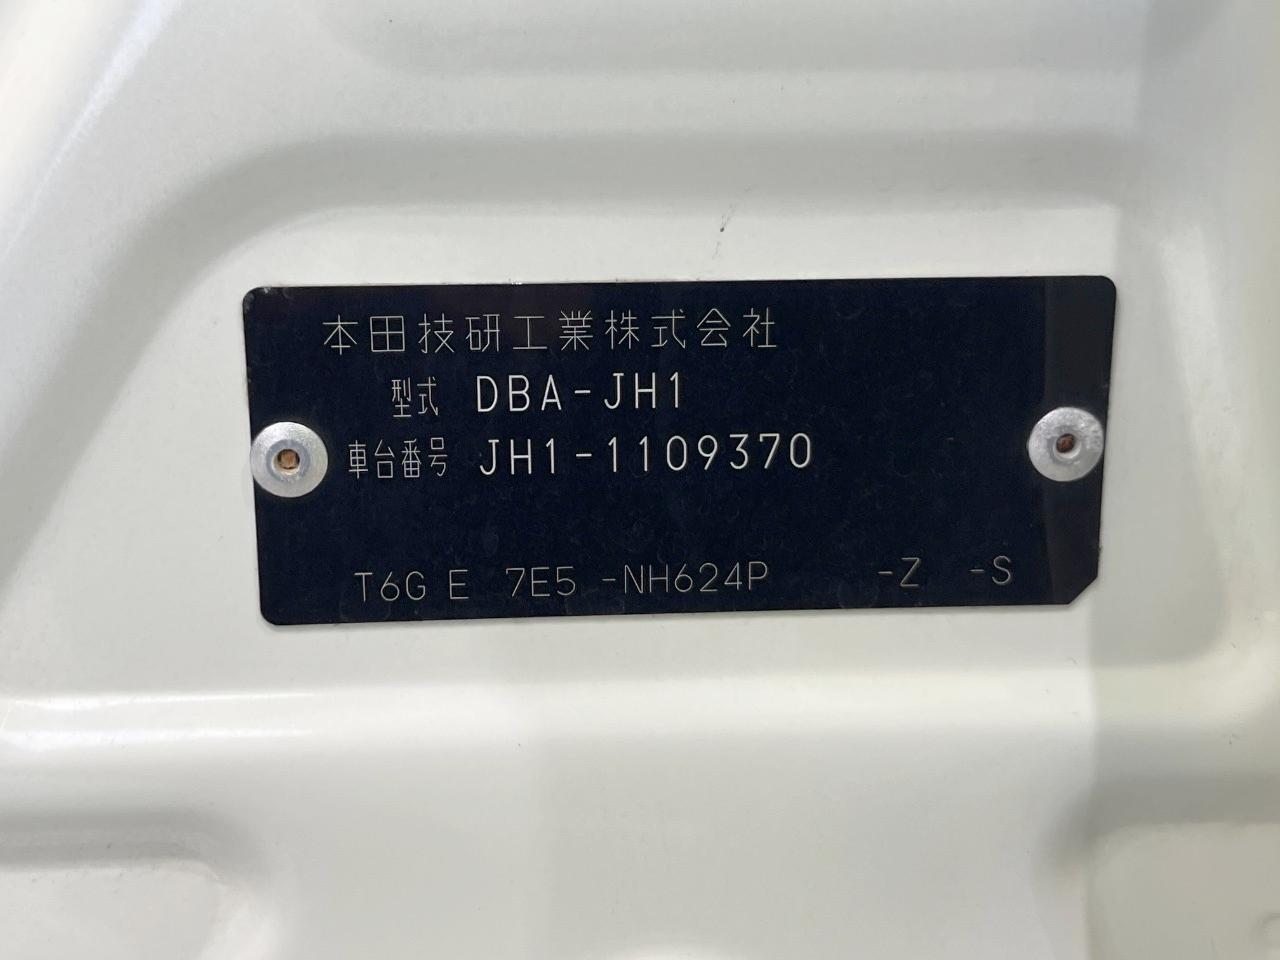 本田技研工業株式会社
型式 DBA-JH1
車台番号 JH1-1109370
T6G E 7E5 -NH624P -Z -S